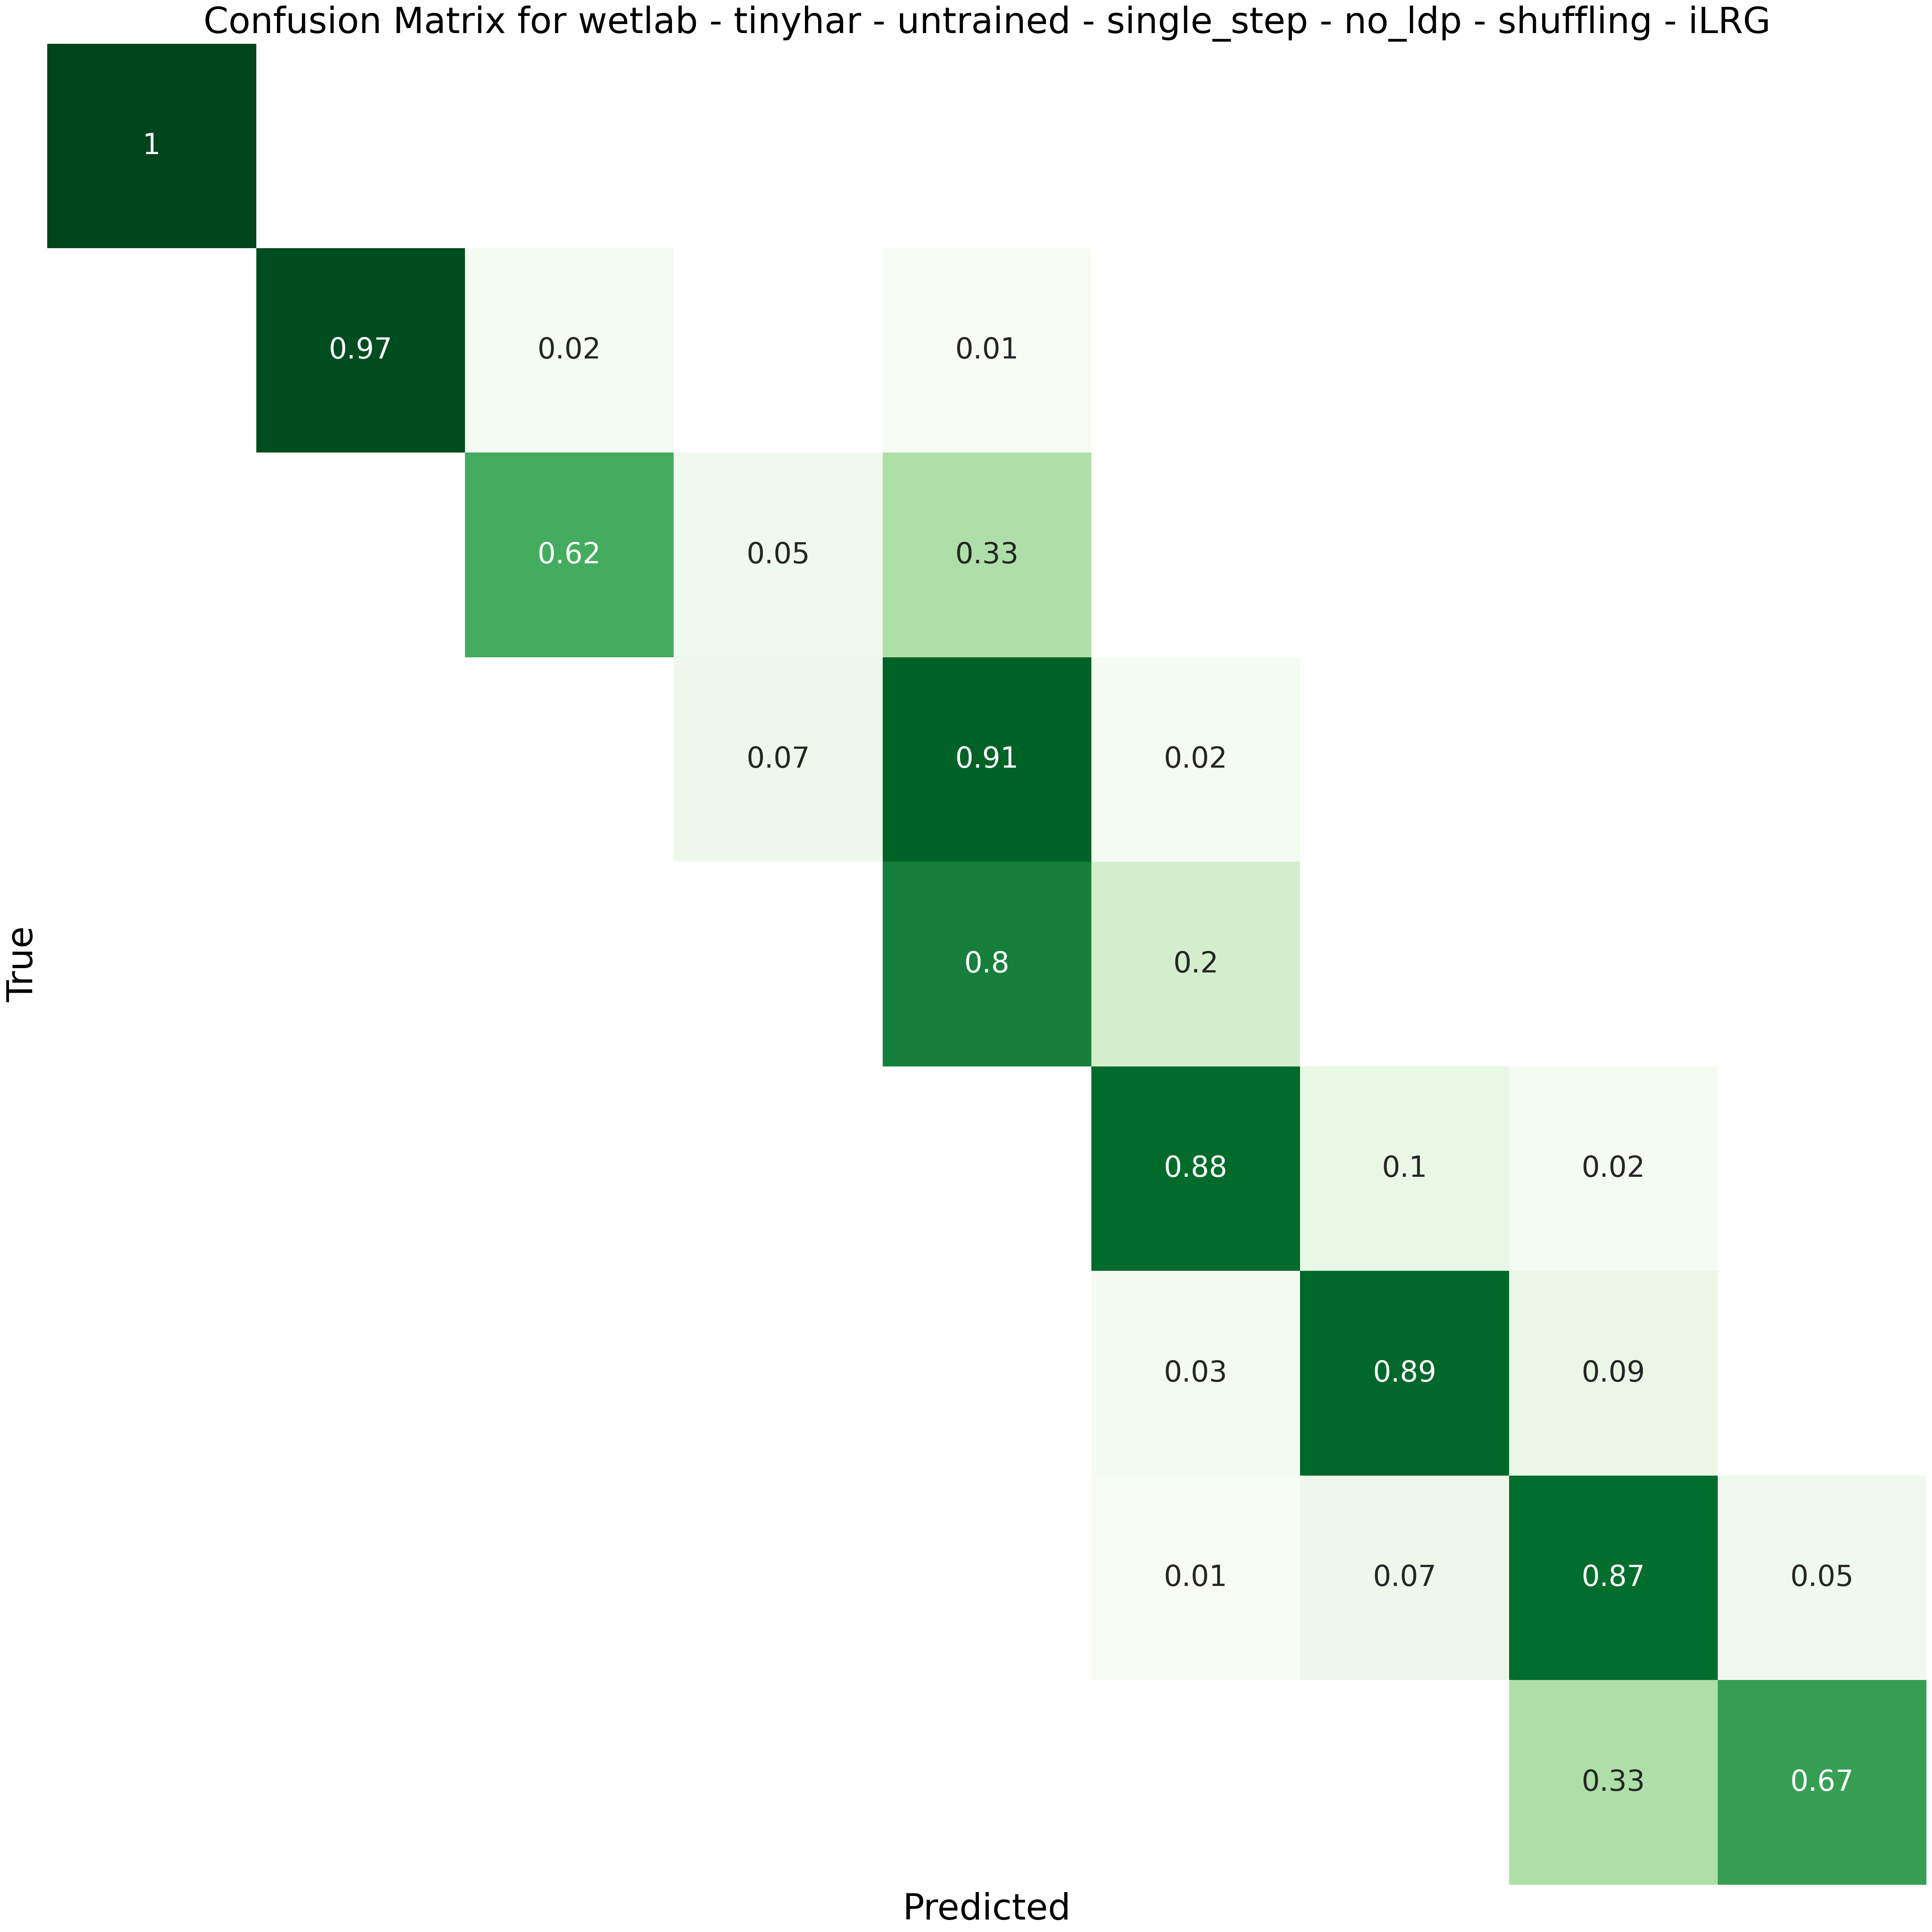 Confusion Matrix for wetlab - tinyhar - untrained - single_step - no_ldp - shuffling - iLRG
1
0.97 0.02 0.01
0.62 0.05 0.33
0.07 0.91 0.02
True
0.8 0.2
0.88 0.1 0.02
0.03 0.89 0.09
0.01 0.07 0.87 0.05
0.33 0.67
Predicted